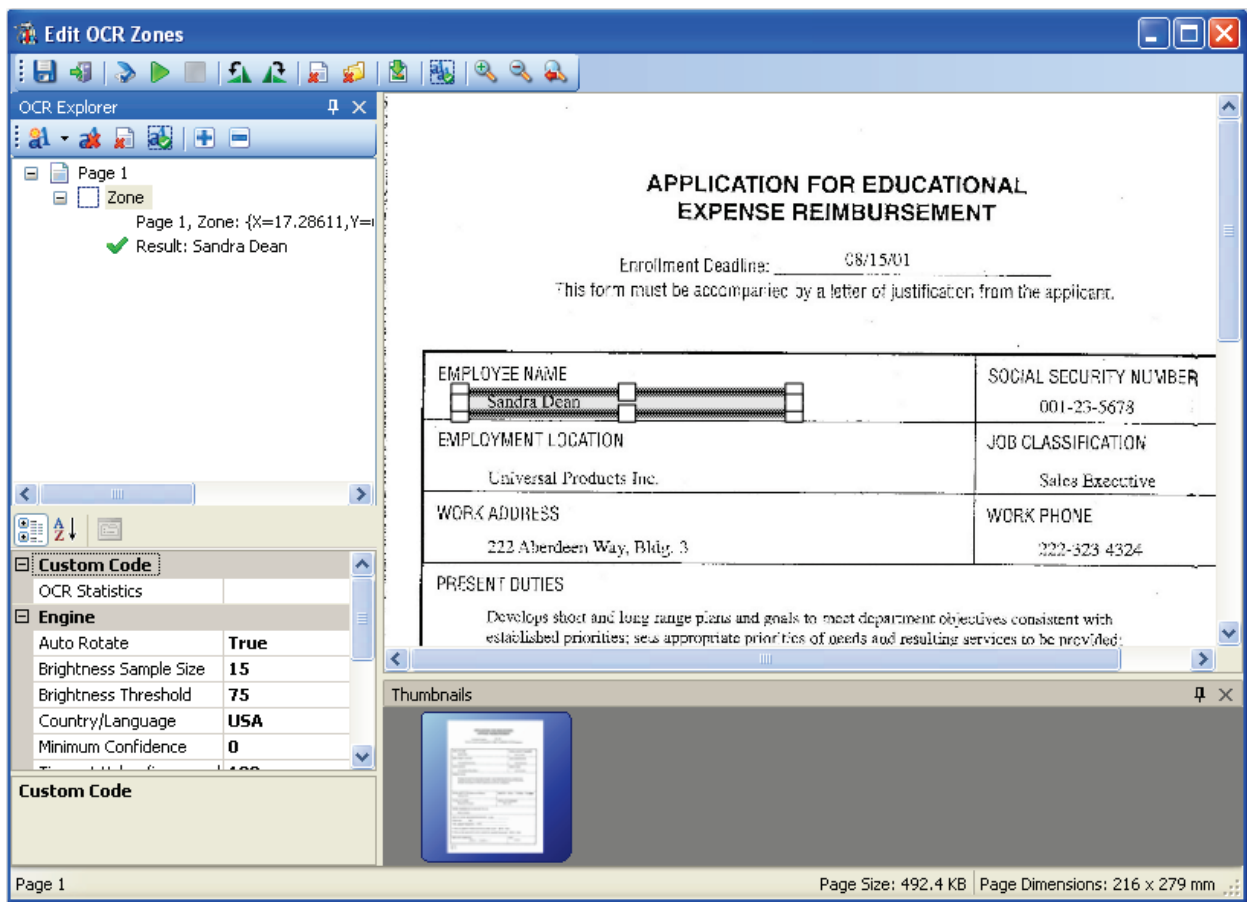 Edit OCR Zones
OCR Explorer
Page 1
Zone
Page 1, Zone: {X=17.28611,Y=
Result: Sandra Dean
Custom Code
OCR Statistics
Engine
Auto Rotate True
Brightness Sample Size 15
Brightness Threshold 75
Country/Language USA
Minimum Confidence 0
Custom Code
APPLICATION FOR EDUCATIONAL
EXPENSE REIMBURSEMENT
Enrollment Deadline: 08/15/01
This form must be accompanied by a letter of justification from the applicant.
EMPLOYEE NAME
Sandra Dean
SOCIAL SECURITY NUMBER
001-23-5678
EMPLOYMENT LOCATION
Universal Products Inc.
JOB CLASSIFICATION
Sales Executive
WORK ADDRESS
222 Aberdeen Way, Bldg. 3
WORK PHONE
222-323-4324
PRESENT DUTIES
Develops short and long range plans and goals to meet department objectives consistent with
established priorities; sets appropriate priorities of needs and resulting services to be provided;
Thumbnails
Page 1
Page Size: 492.4 KB
Page Dimensions: 216 x 279 mm